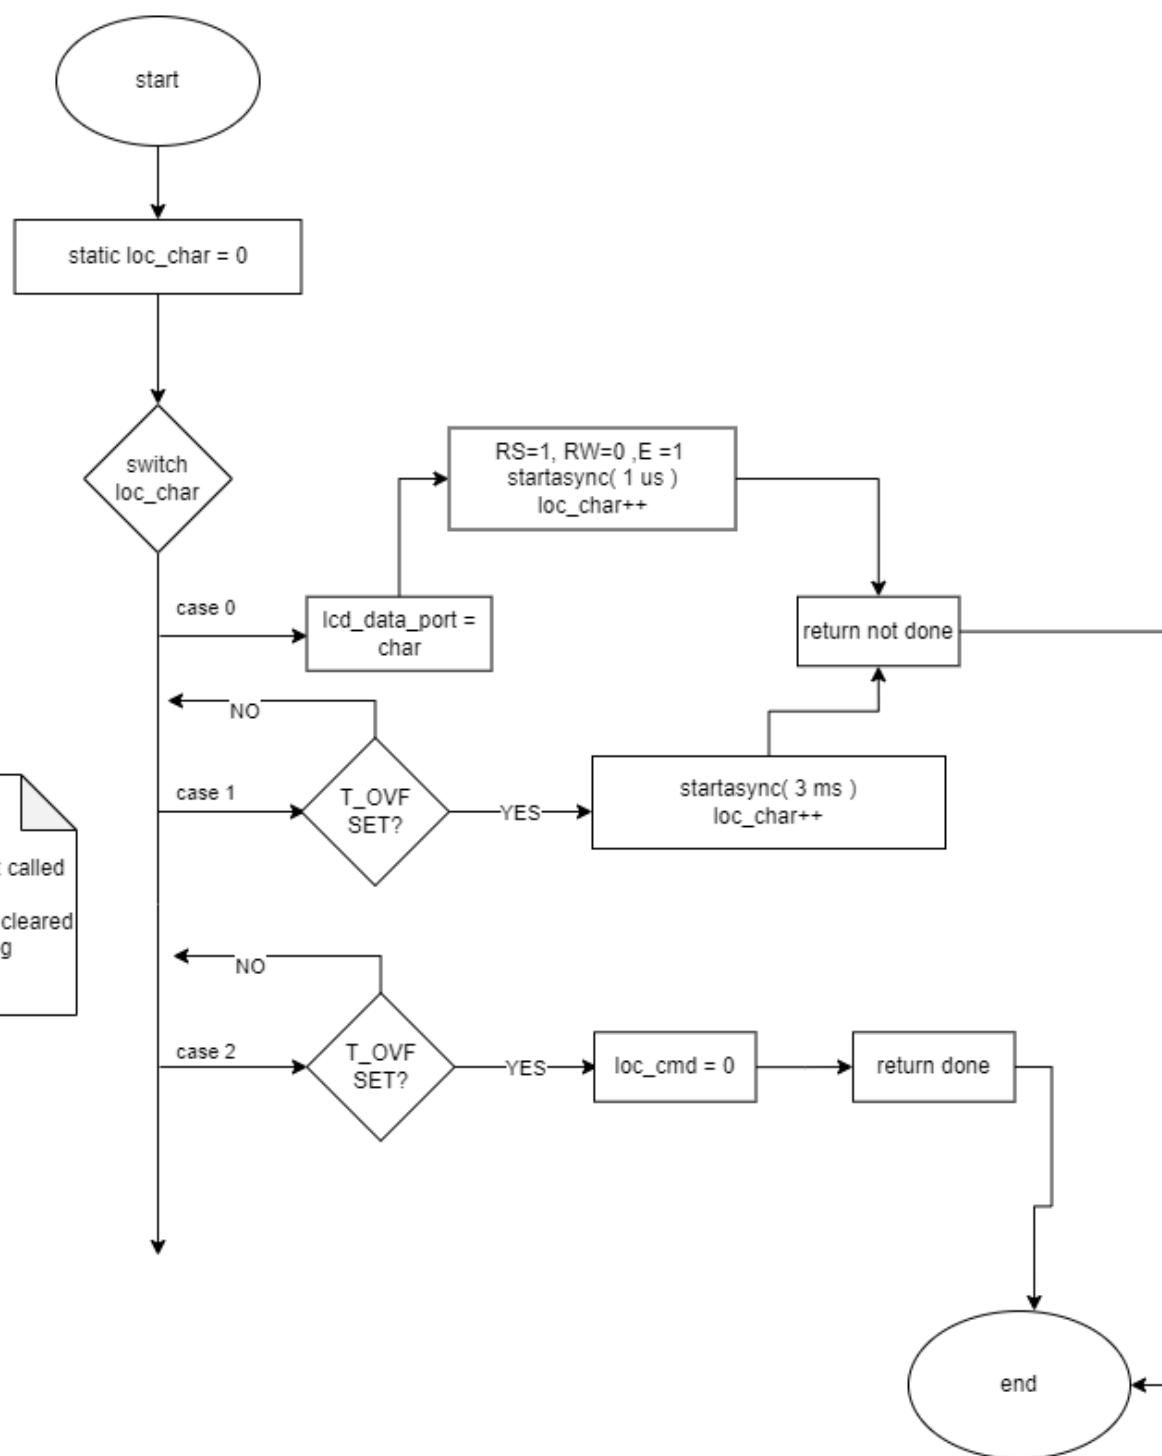 start
static loc_char = 0
switch
loc_char
RS=1, RW=0 ,E =1
startasync( 1 us )
loc_char++
case 0
lcd_data_port =
char
return not done
NO
case 1
T_OVF
SET?
YES
startasync( 3 ms )
loc_char++
called
cleared
g
NO
case 2
T_OVF
SET?
YES
loc_cmd = 0
return done
end